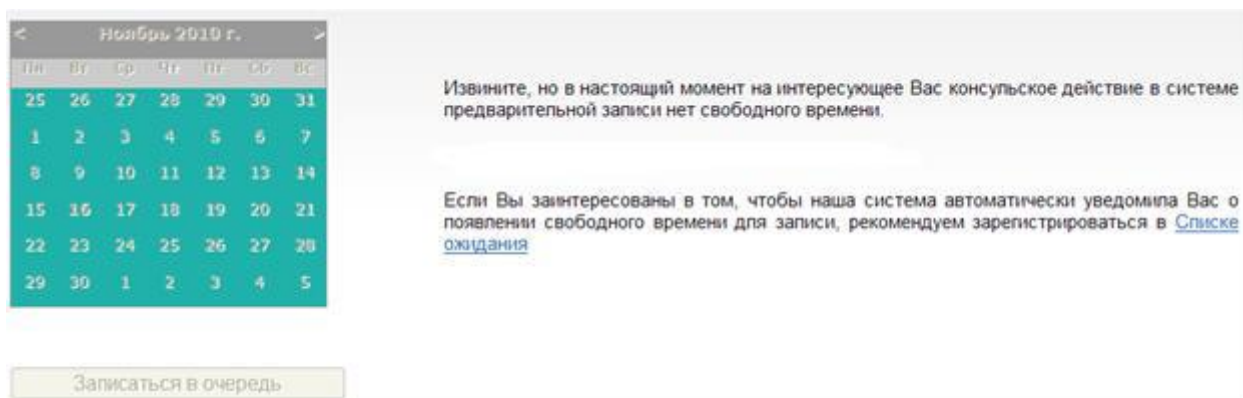 < Ноябрь 2010 г. >
Пн Вт Ср Чт Пт Сб Вс
25 26 27 28 29 30 31
1 2 3 4 5 6 7
8 9 10 11 12 13 14
15 16 17 18 19 20 21
22 23 24 25 26 27 28
29 30 1 2 3 4 5
Извините, но в настоящий момент на интересующее Вас консульское действие в системе
предварительной записи нет свободного времени.
Если Вы заинтересованы в том, чтобы наша система автоматически уведомила Вас о
появлении свободного времени для записи, рекомендуем зарегистрироваться в Списке
ожидания
Записаться в очередь